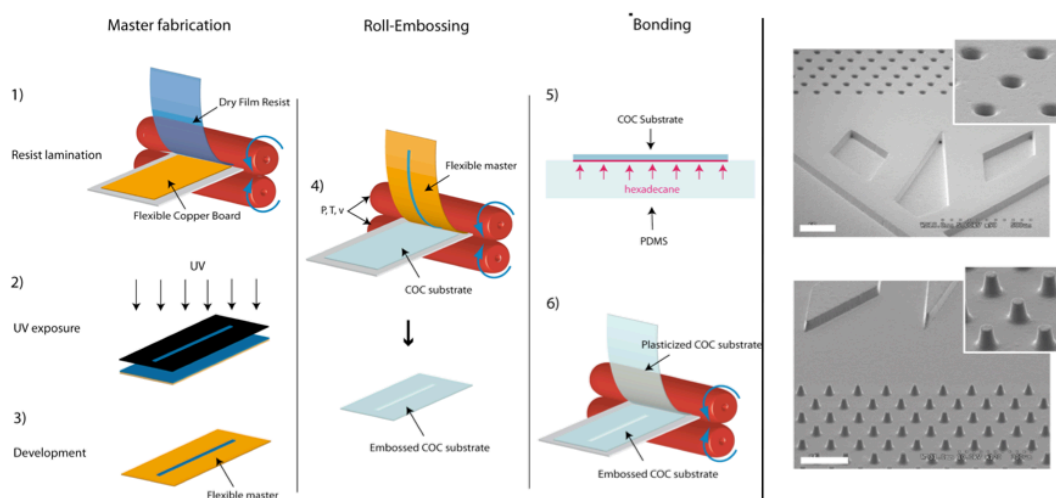 Master fabrication
1)
Dry Film Resist
Resist lamination
Flexible Copper Board
2)
UV
UV exposure
3)
Development
Flexible master
Roll-Embossing
4)
Flexible master
P, T, v
COC substrate
Embossed COC substrate
*Bonding
5)
COC Substrate
hexadecane
PDMS
6)
Plasticized COC substrate
Embossed COC substrate